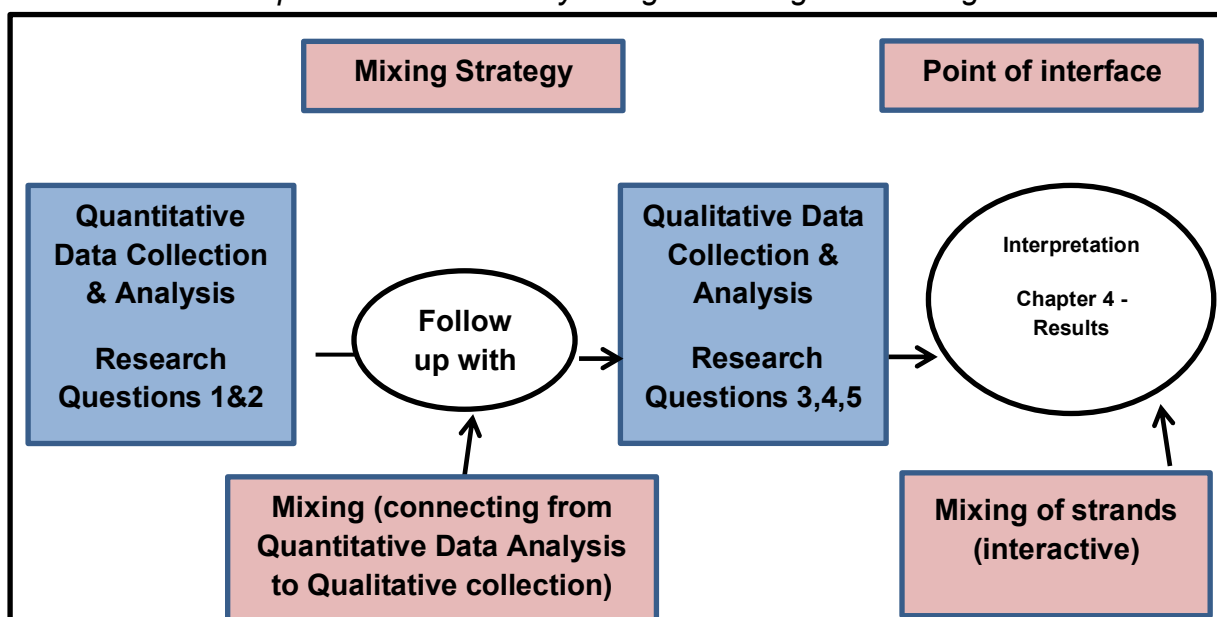 Mixing Strategy
Point of interface
Quantitative
Data Collection
& Analysis
Research
Questions 1&2
Follow
up with
Qualitative Data
Collection &
Analysis
Research
Questions 3,4,5
Interpretation
Chapter 4 -
Results
Mixing (connecting from
Quantitative Data Analysis
to Qualitative collection)
Mixing of strands
(interactive)